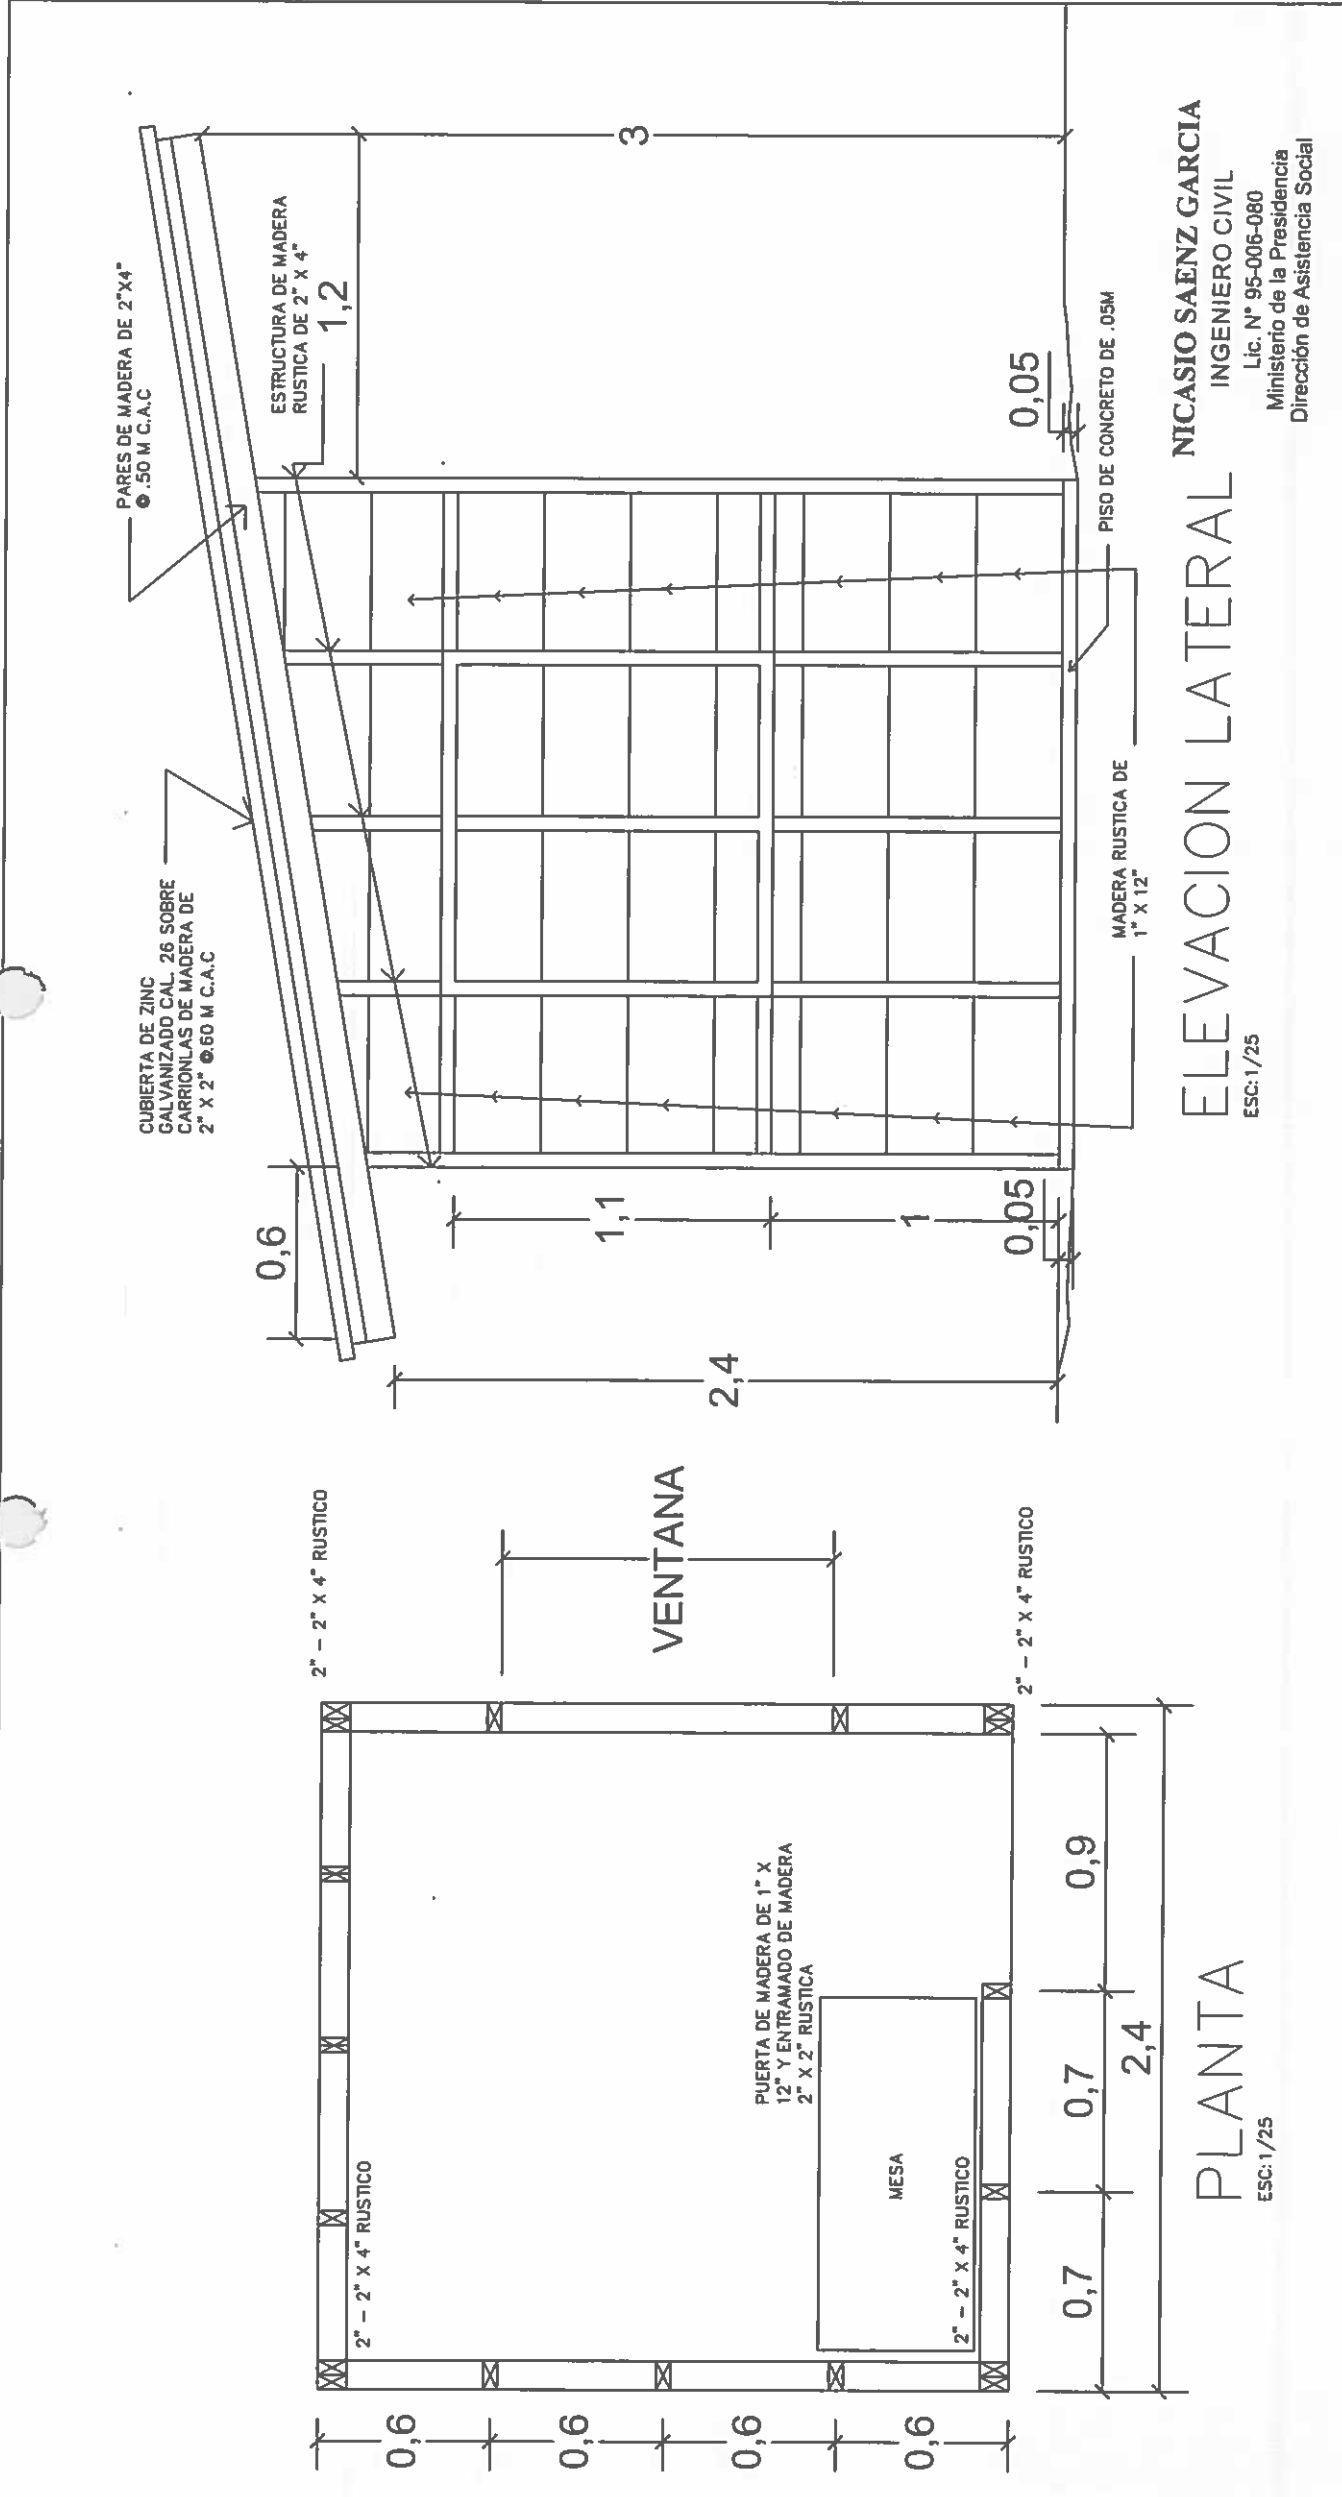 2" - 2" X 4" RUSTICO
2" - 2" X 4" RUSTICO
VENTANA
PUERTA DE MADERA DE 1" X
12" Y ENTRAMADO DE MADERA
2" X 2" RUSTICA
MESA
2" - 2" X 4" RUSTICO
2" - 2" X 4" RUSTICO
0,6
0,6
0,6
0,6
0,7
0,7
0,9
2,4
PLANTA
ESC: 1/25
CUBIERTA DE ZINC
GALVANIZADO CAL. 26 SOBRE
CARRIONLAS DE MADERA DE
2" X 2" @.60 M C.A.C
PARES DE MADERA DE 2"X4"
@ .50 M C.A.C
ESTRUCTURA DE MADERA
RUSTICA DE 2" X 4"
0,6
1,2
3
1,1
1
2,4
0,05
0,05
PISO DE CONCRETO DE .05M
MADERA RUSTICA DE
1" X 12"
ELEVACION LATERAL
ESC: 1/25
NICASIO SAENZ GARCIA
INGENIERO CIVIL
Lic. N° 95-006-080
Ministerio de la Presidencia
Dirección de Asistencia Social